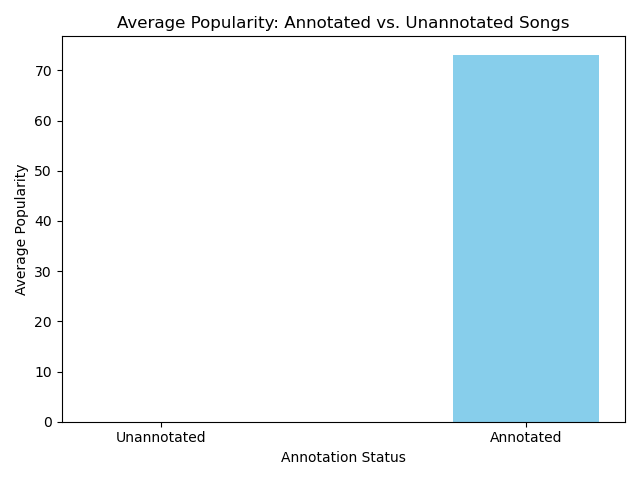 Average Popularity: Annotated vs. Unannotated Songs
70
60
50
40
30
20
10
0
Average Popularity
Unannotated
Annotated
Annotation Status